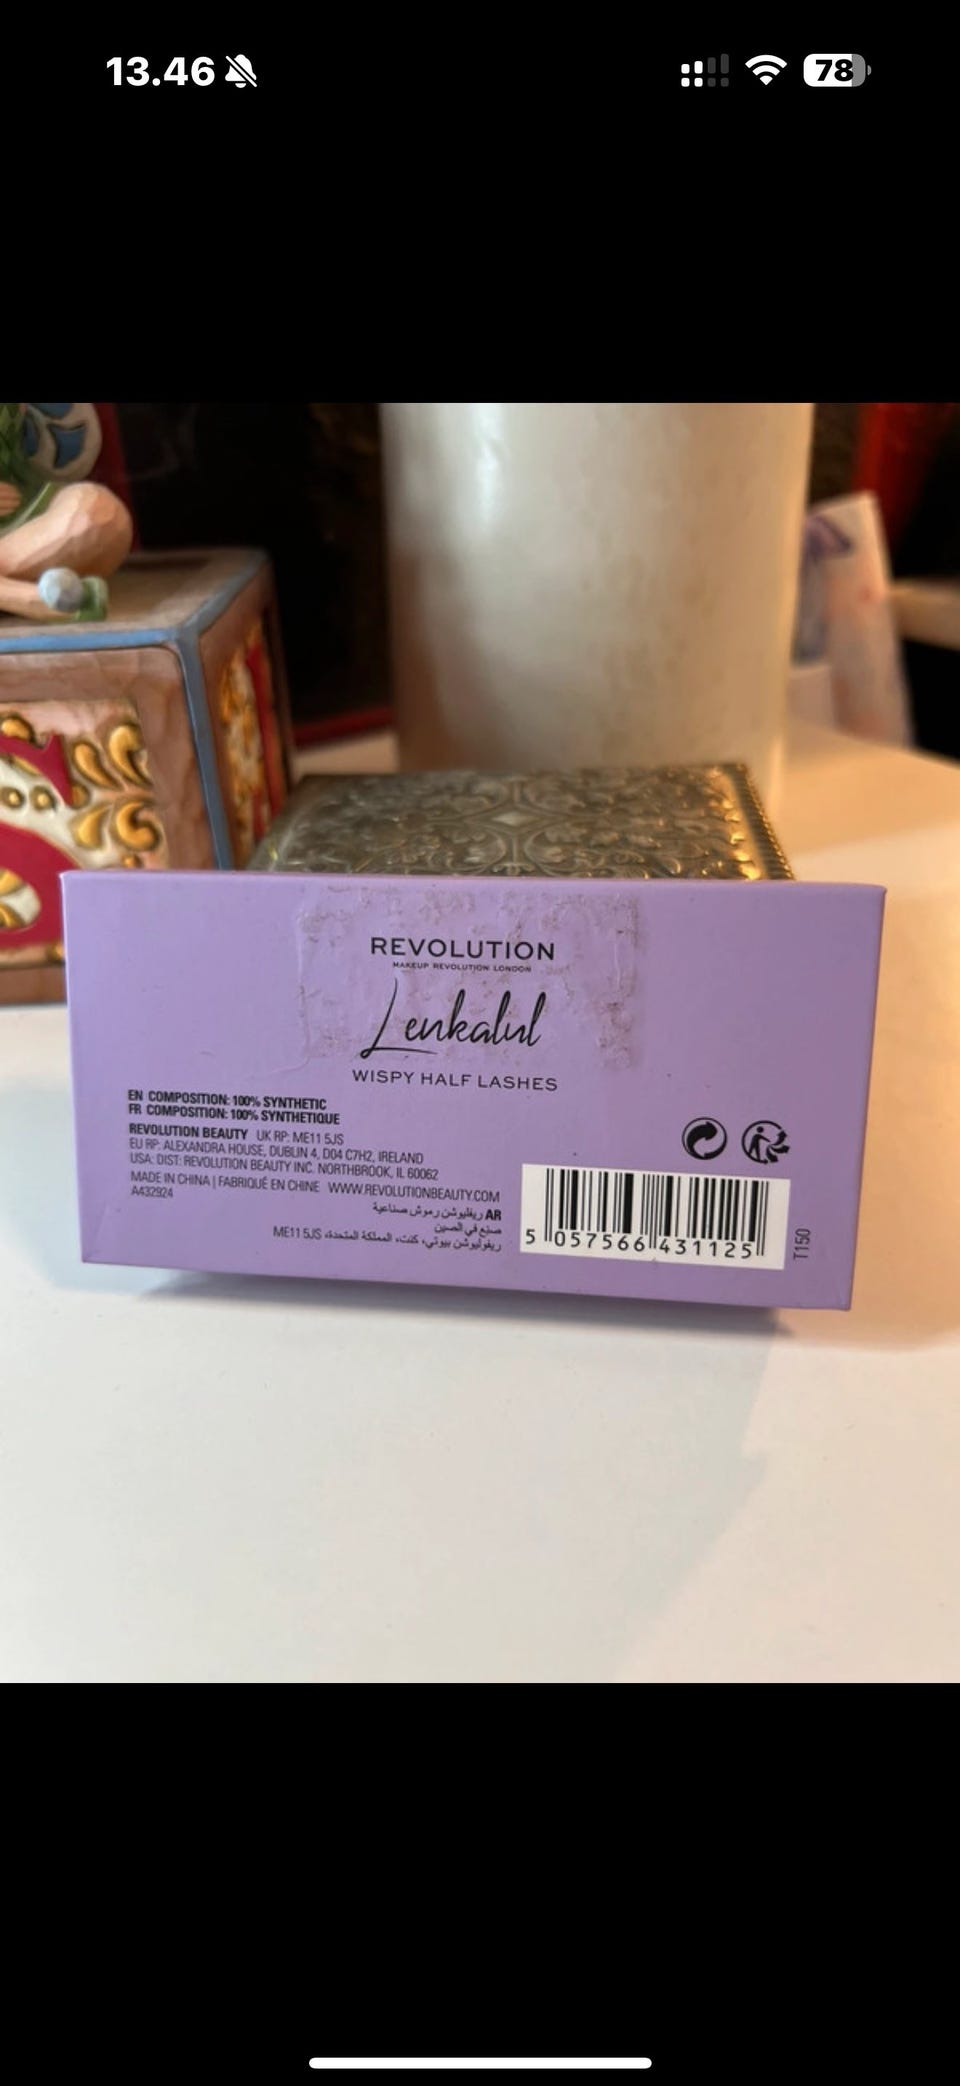 13.46
78
REVOLUTION
MAKEUP REVOLUTION LONDON
Lenkalul
WISPY HALF LASHES
EN COMPOSITION: 100% SYNTHETIC
FR COMPOSITION: 100% SYNTHETIQUE
REVOLUTION BEAUTY UK RP: ME11 5JS
EU RP: ALEXANDRA HOUSE, DUBLIN 4, D04 C7H2, IRELAND
USA: DIST: REVOLUTION BEAUTY INC. NORTHBROOK, IL 60062
MADE IN CHINA | FABRIQUÉ EN CHINE WWW.REVOLUTIONBEAUTY.COM
A432924
AR ريفليوشن رموش صناعية
صنع في الصين
ريفوليوشن بيوتي، كنت، المملكة المتحدة، ME11 5JS
5 057566 431125
T150